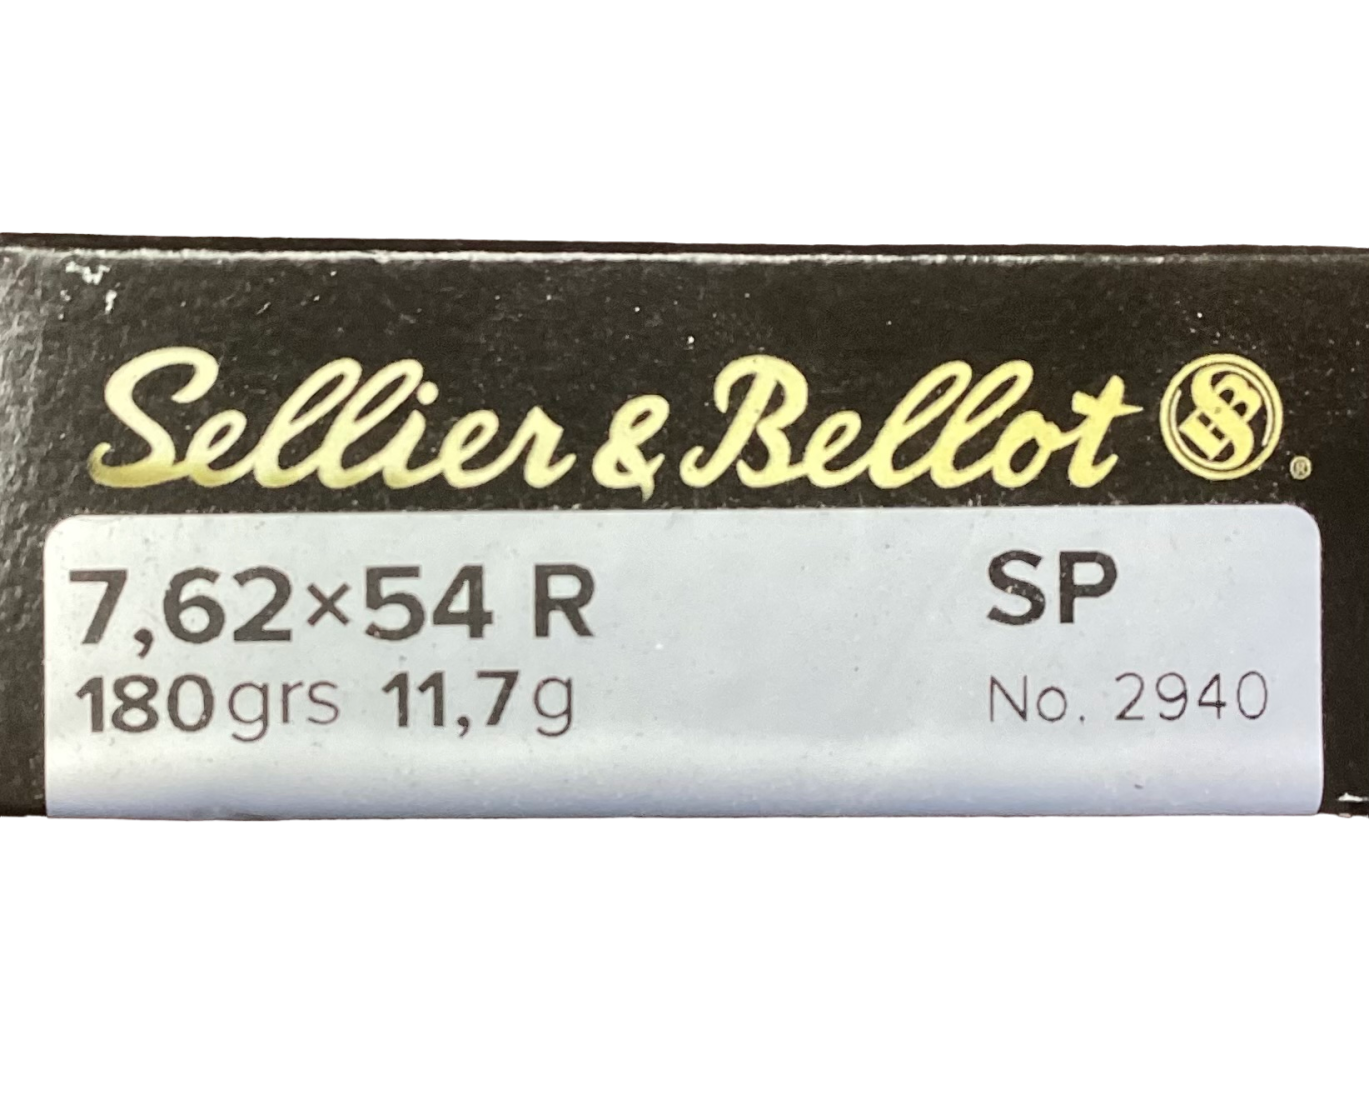 Sellier & Bellot S&B ®
7,62×54 R SP
180grs 11,7g No. 2940